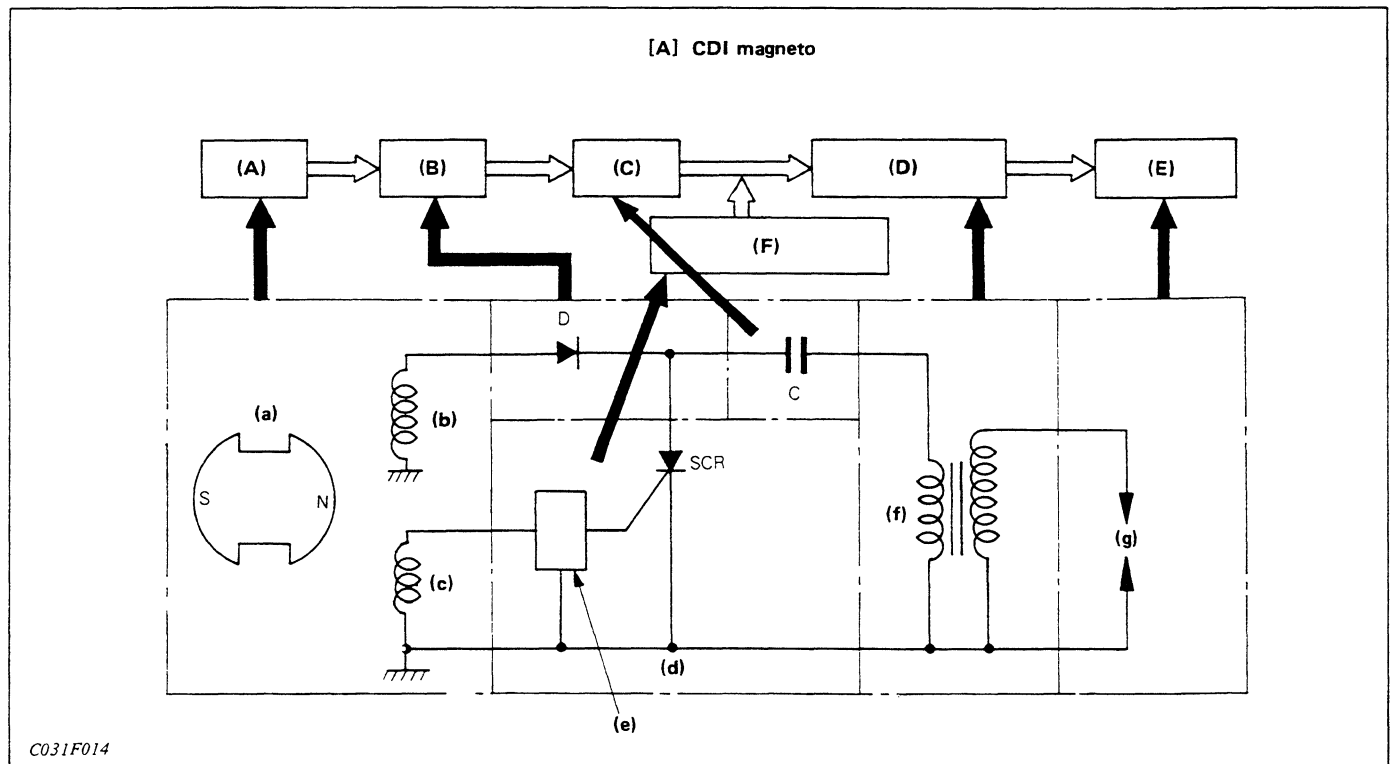 [A] CDI magneto
(A) (B) (C) (D) (E)
(F)
D
C
(a) (b)
S N
SCR
(f) (g)
(c)
(d)
(e)
C031F014